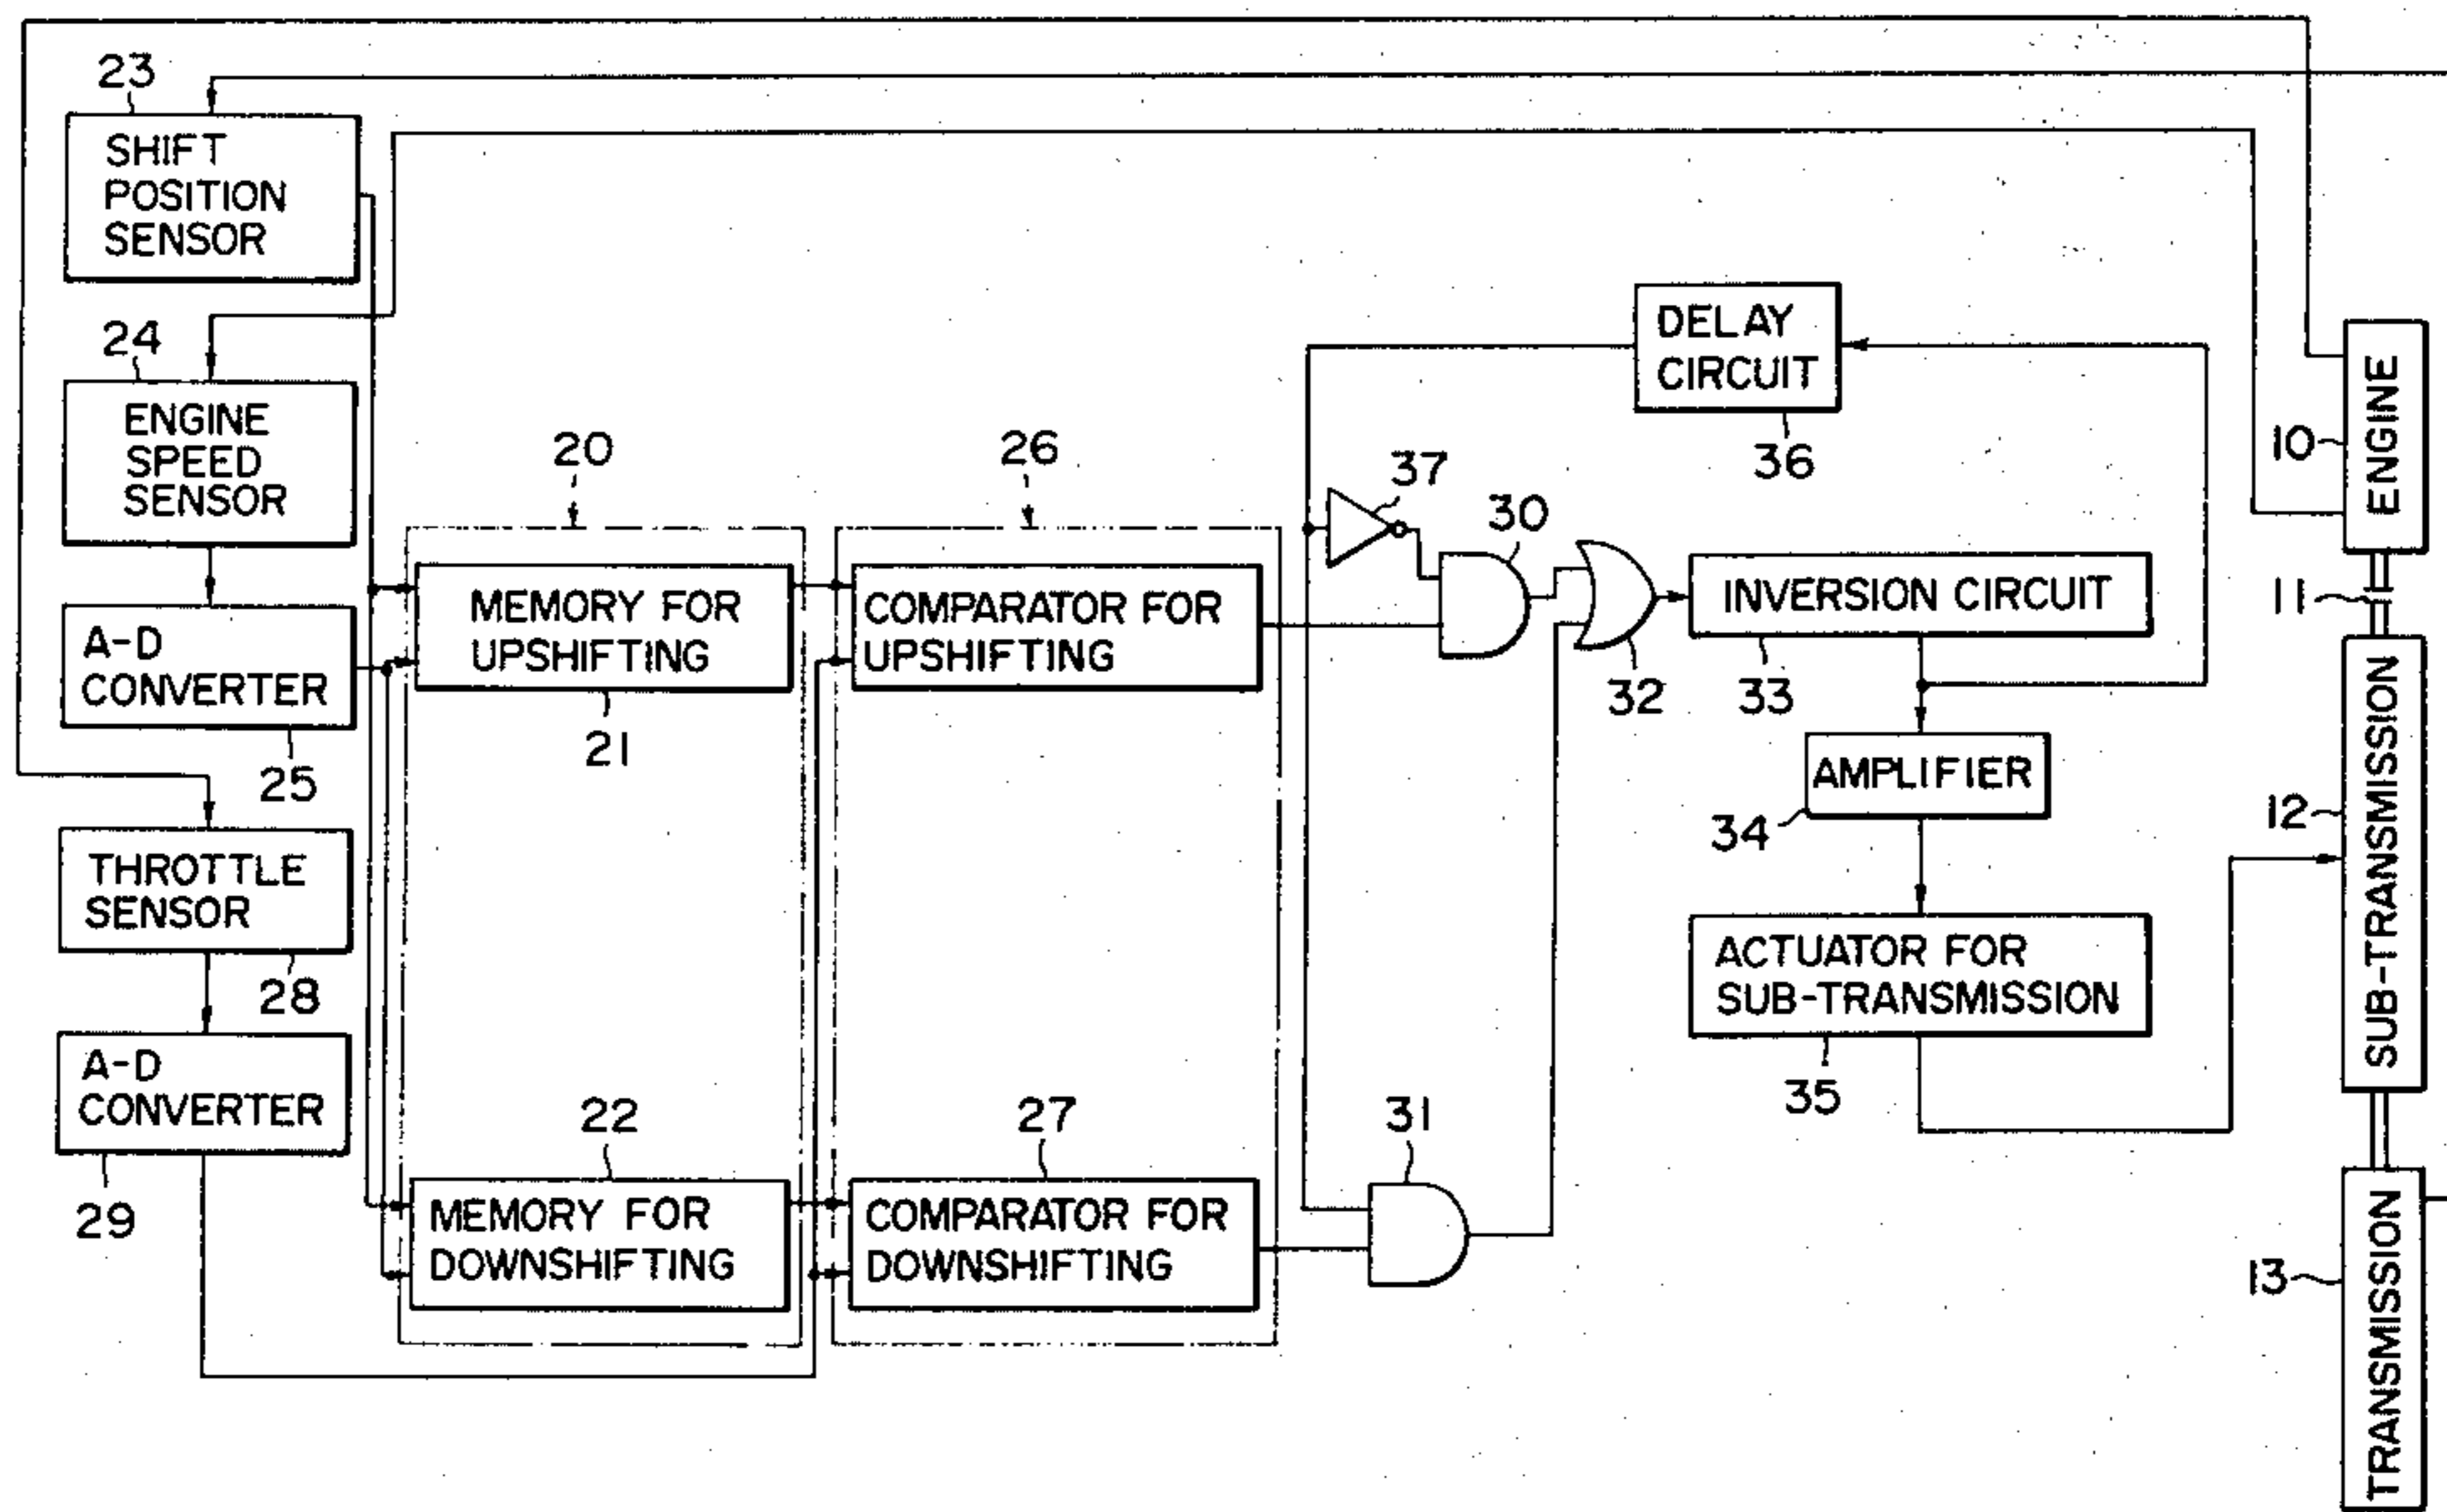 23
SHIFT
POSITION
SENSOR
24
ENGINE
SPEED
SENSOR
A-D
CONVERTER
25
THROTTLE
SENSOR
28
A-D
CONVERTER
29
20
MEMORY FOR
UPSHIFTING
21
22
MEMORY FOR
DOWNSHIFTING
26
COMPARATOR FOR
UPSHIFTING
27
COMPARATOR FOR
DOWNSHIFTING
37
30
31
32
DELAY
CIRCUIT
36
INVERSION CIRCUIT
33
AMPLIFIER
34
ACTUATOR FOR
SUB-TRANSMISSION
35
10
ENGINE
11
12
SUB-TRANSMISSION
13
TRANSMISSION